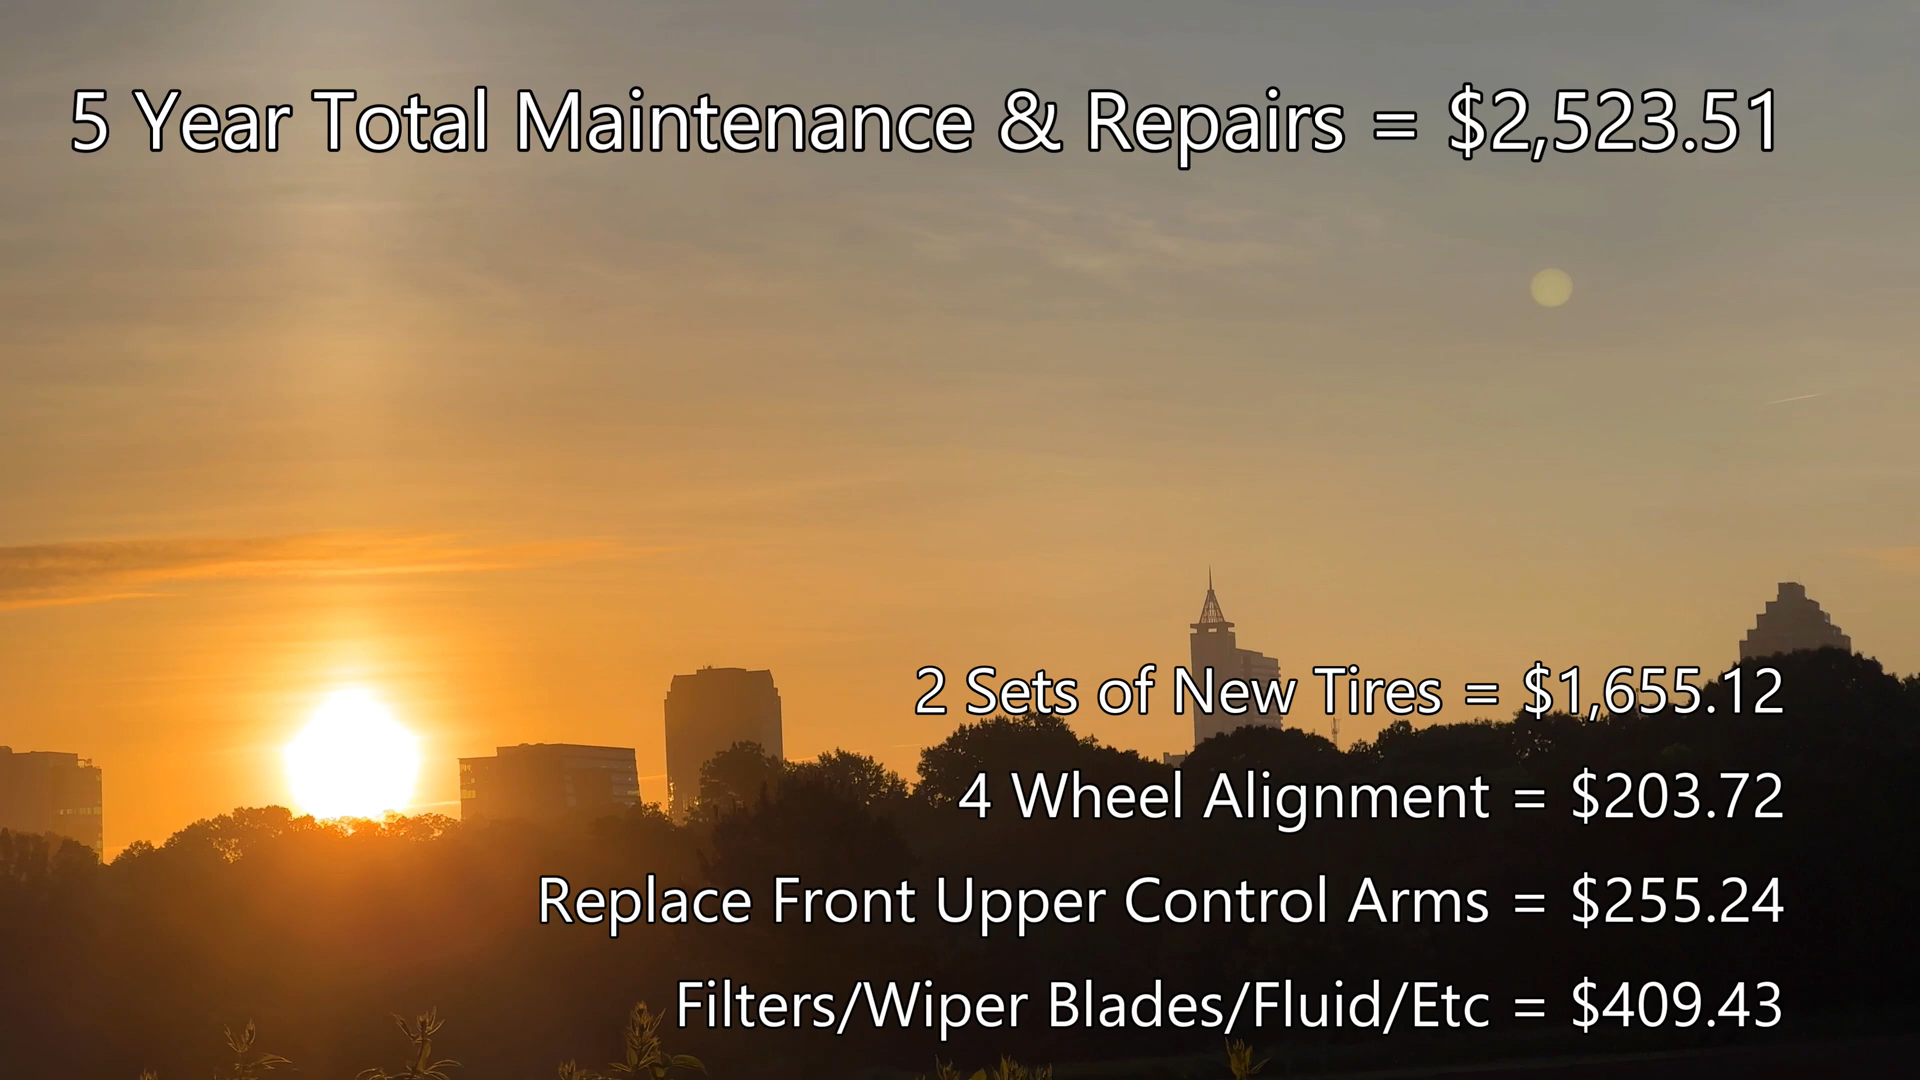 5 Year Total Maintenance & Repairs = $2,523.51
2 Sets of New Tires = $1,655.12
4 Wheel Alignment = $203.72
Replace Front Upper Control Arms = $255.24
Filters/Wiper Blades/Fluid/Etc = $409.43